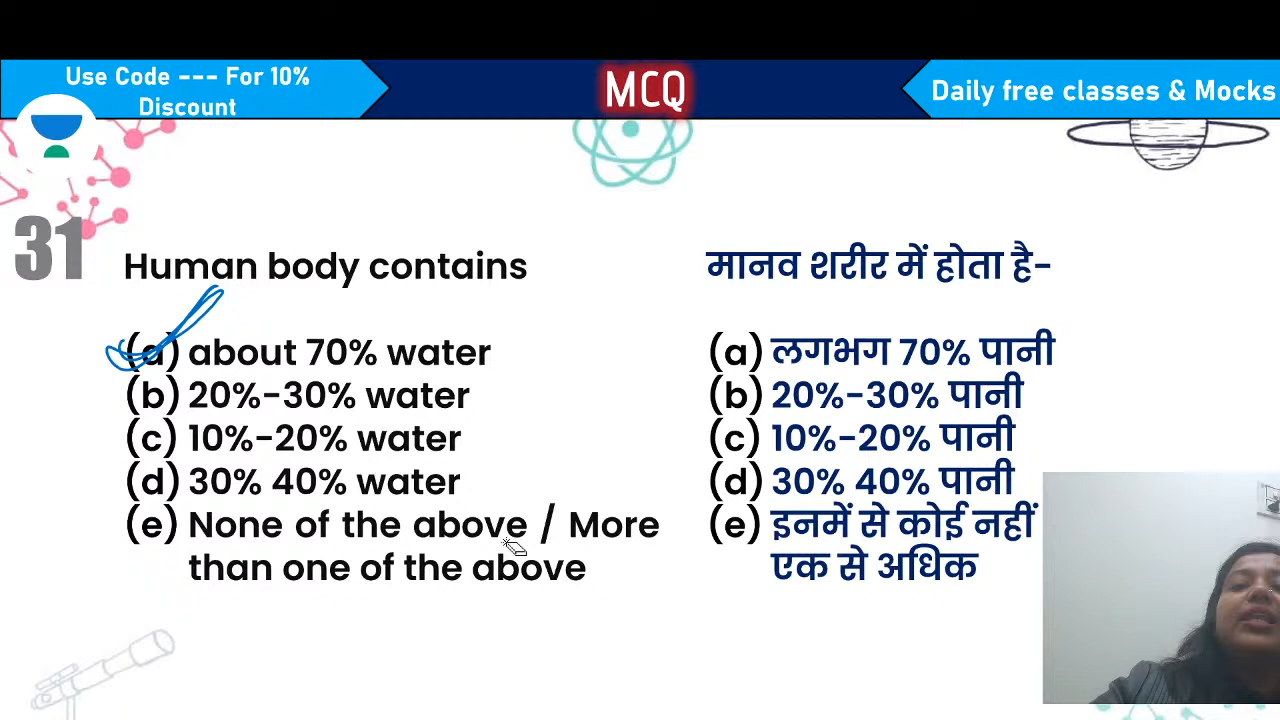 Use Code --- For 10%
Discount
MCQ
Daily free classes & Mocks
31
Human body contains
(a) about 70% water
(b) 20%-30% water
(c) 10%-20% water
(d) 30% 40% water
(e) None of the above / More
than one of the above
मानव शरीर में होता है-
(a) लगभग 70% पानी
(b) 20%-30% पानी
(c) 10%-20% पानी
(d) 30% 40% पानी
(e) इनमें से कोई नहीं
एक से अधिक